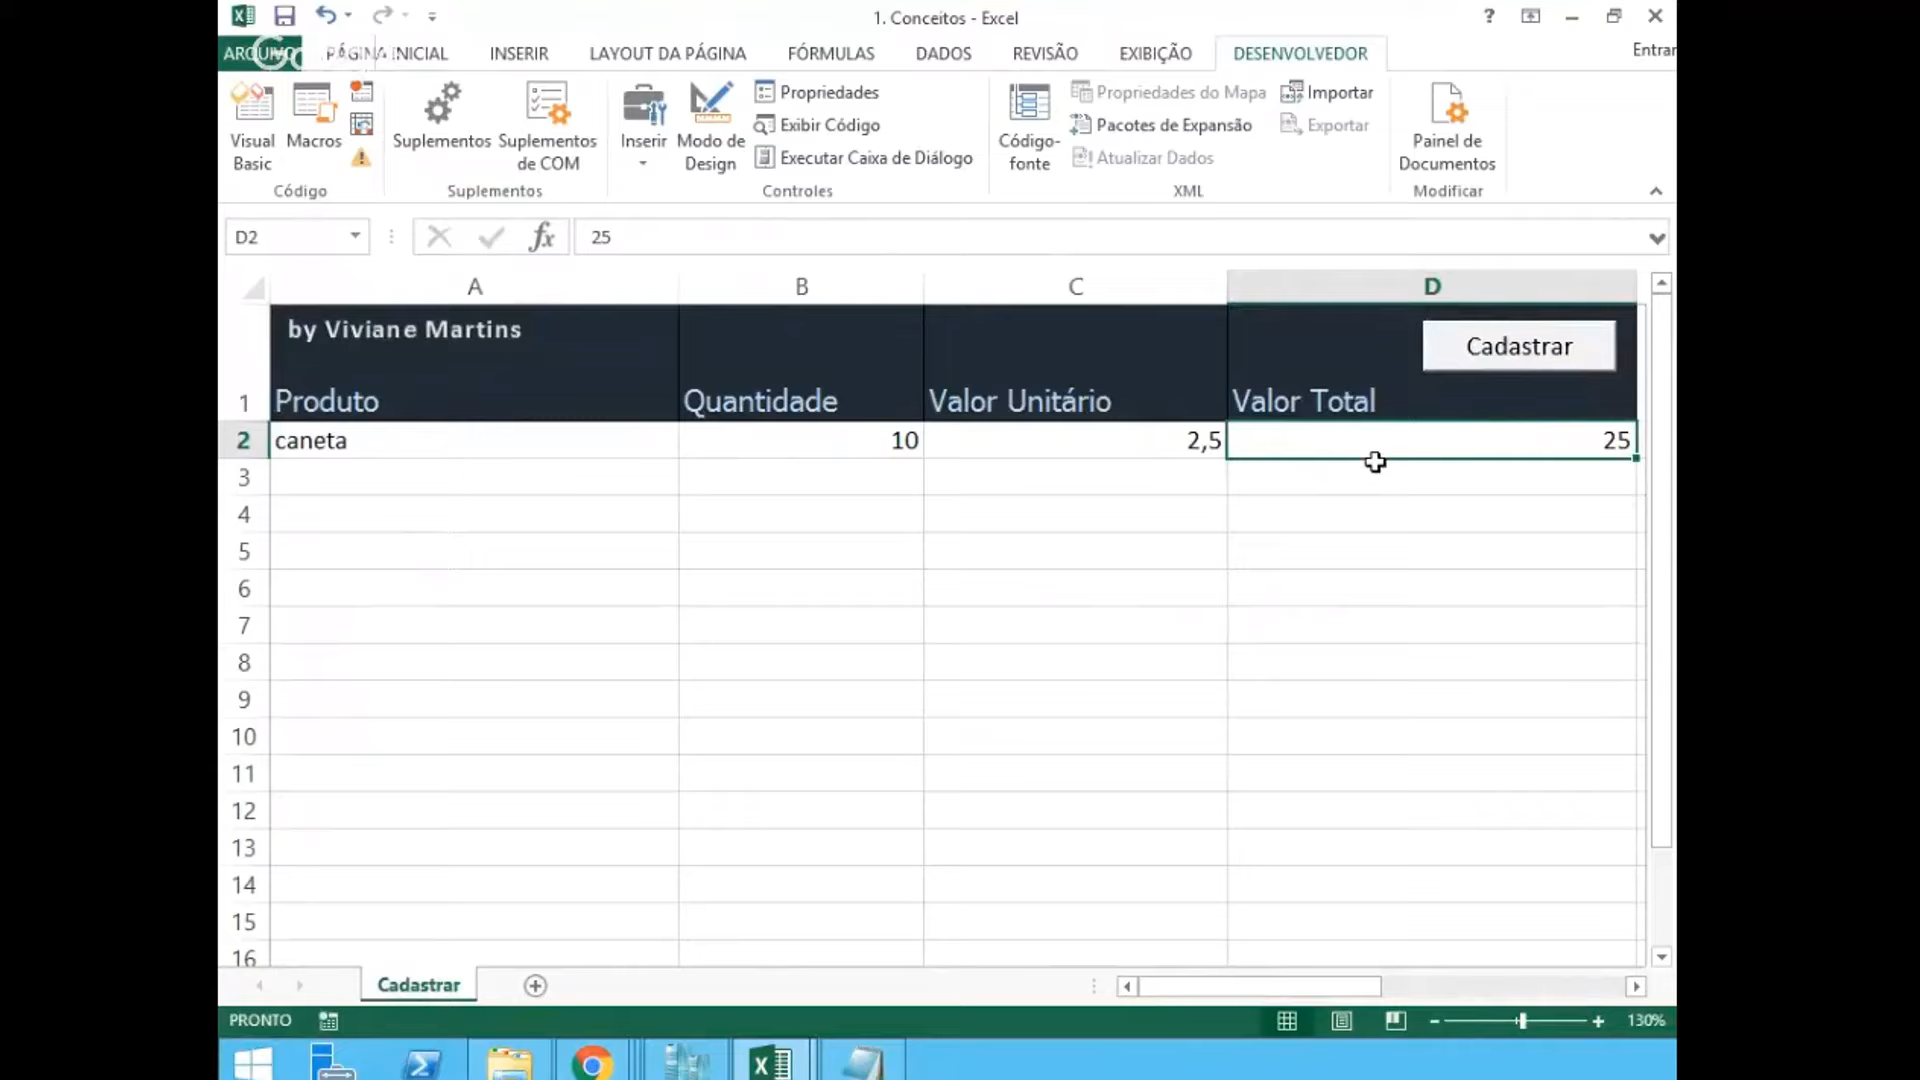 1. Conceitos - Excel
?
ARQUIVO PÁGINA INICIAL INSERIR LAYOUT DA PÁGINA FÓRMULAS DADOS REVISÃO EXIBIÇÃO DESENVOLVEDOR Entrar
Visual Basic
Macros
Suplementos
Suplementos de COM
Inserir
Modo de Design
Propriedades
Exibir Código
Executar Caixa de Diálogo
Código-fonte
Propriedades do Mapa
Pacotes de Expansão
Atualizar Dados
Importar
Exportar
Painel de Documentos
Código Suplementos Controles XML Modificar
D2 fx 25
A B C D
by Viviane Martins
Cadastrar
1 Produto Quantidade Valor Unitário Valor Total
2 caneta 10 2,5 25
3
4
5
6
7
8
9
10
11
12
13
14
15
16
Cadastrar
PRONTO 130%